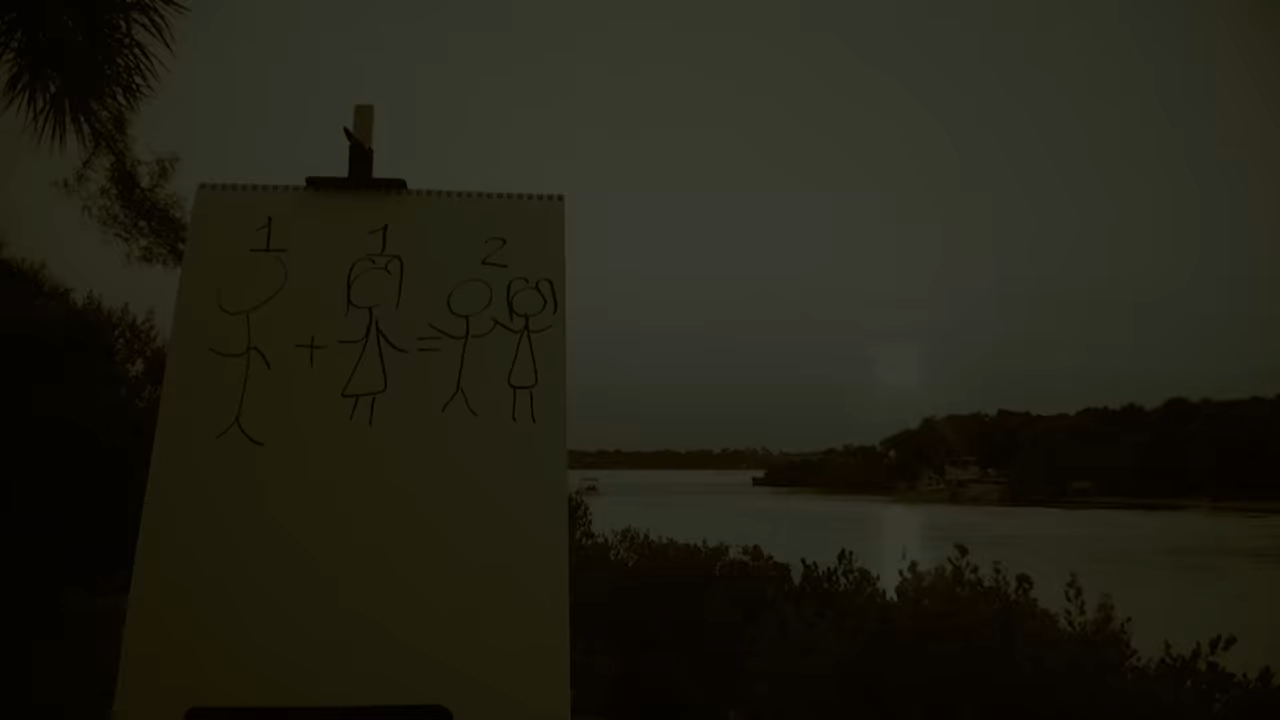 1 1 2
+ =